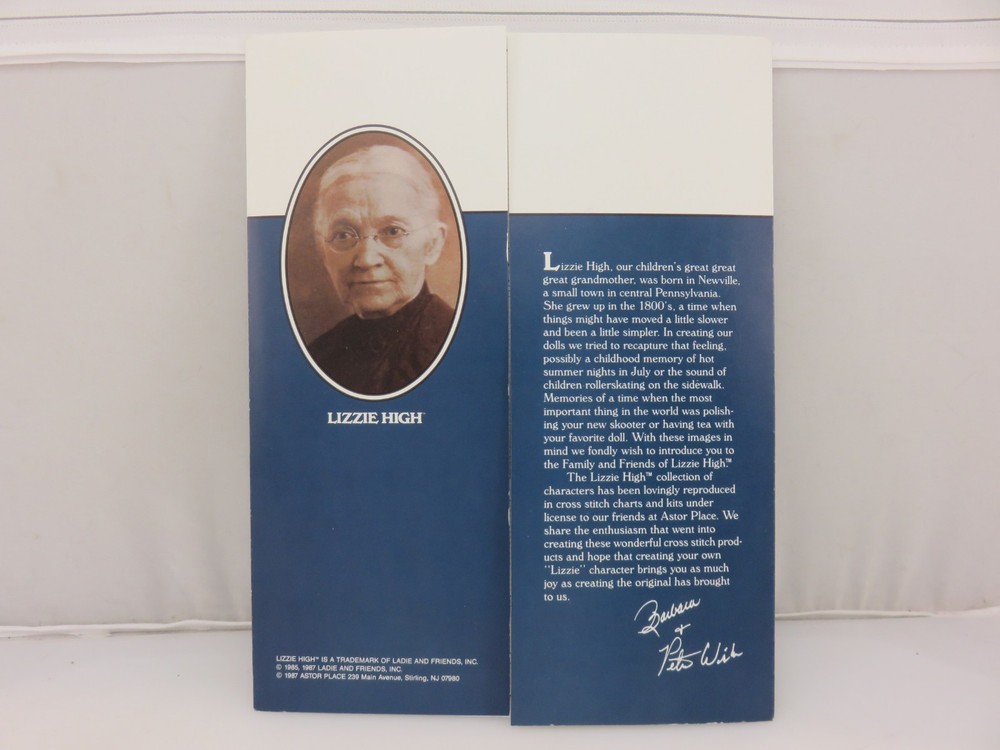 LIZZIE HIGH™
LIZZIE HIGH™ IS A TRADEMARK OF LADIE AND FRIENDS, INC.
© 1985, 1987 LADIE AND FRIENDS, INC.
© 1987 ASTOR PLACE 239 Main Avenue, Stirling, NJ 07980
Lizzie High, our children's great great
great grandmother, was born in Newville,
a small town in central Pennsylvania.
She grew up in the 1800's, a time when
things might have moved a little slower
and been a little simpler. In creating our
dolls we tried to recapture that feeling,
possibly a childhood memory of hot
summer nights in July or the sound of
children rollerskating on the sidewalk.
Memories of a time when the most
important thing in the world was polish-
ing your new skooter or having tea with
your favorite doll. With these images in
mind we fondly wish to introduce you to
the Family and Friends of Lizzie High.™
The Lizzie High™ collection of
characters has been lovingly reproduced
in cross stitch charts and kits under
license to our friends at Astor Place. We
share the enthusiasm that went into
creating these wonderful cross stitch prod-
ucts and hope that creating your own
"Lizzie" character brings you as much
joy as creating the original has brought
to us.
Barbara
+
Peter